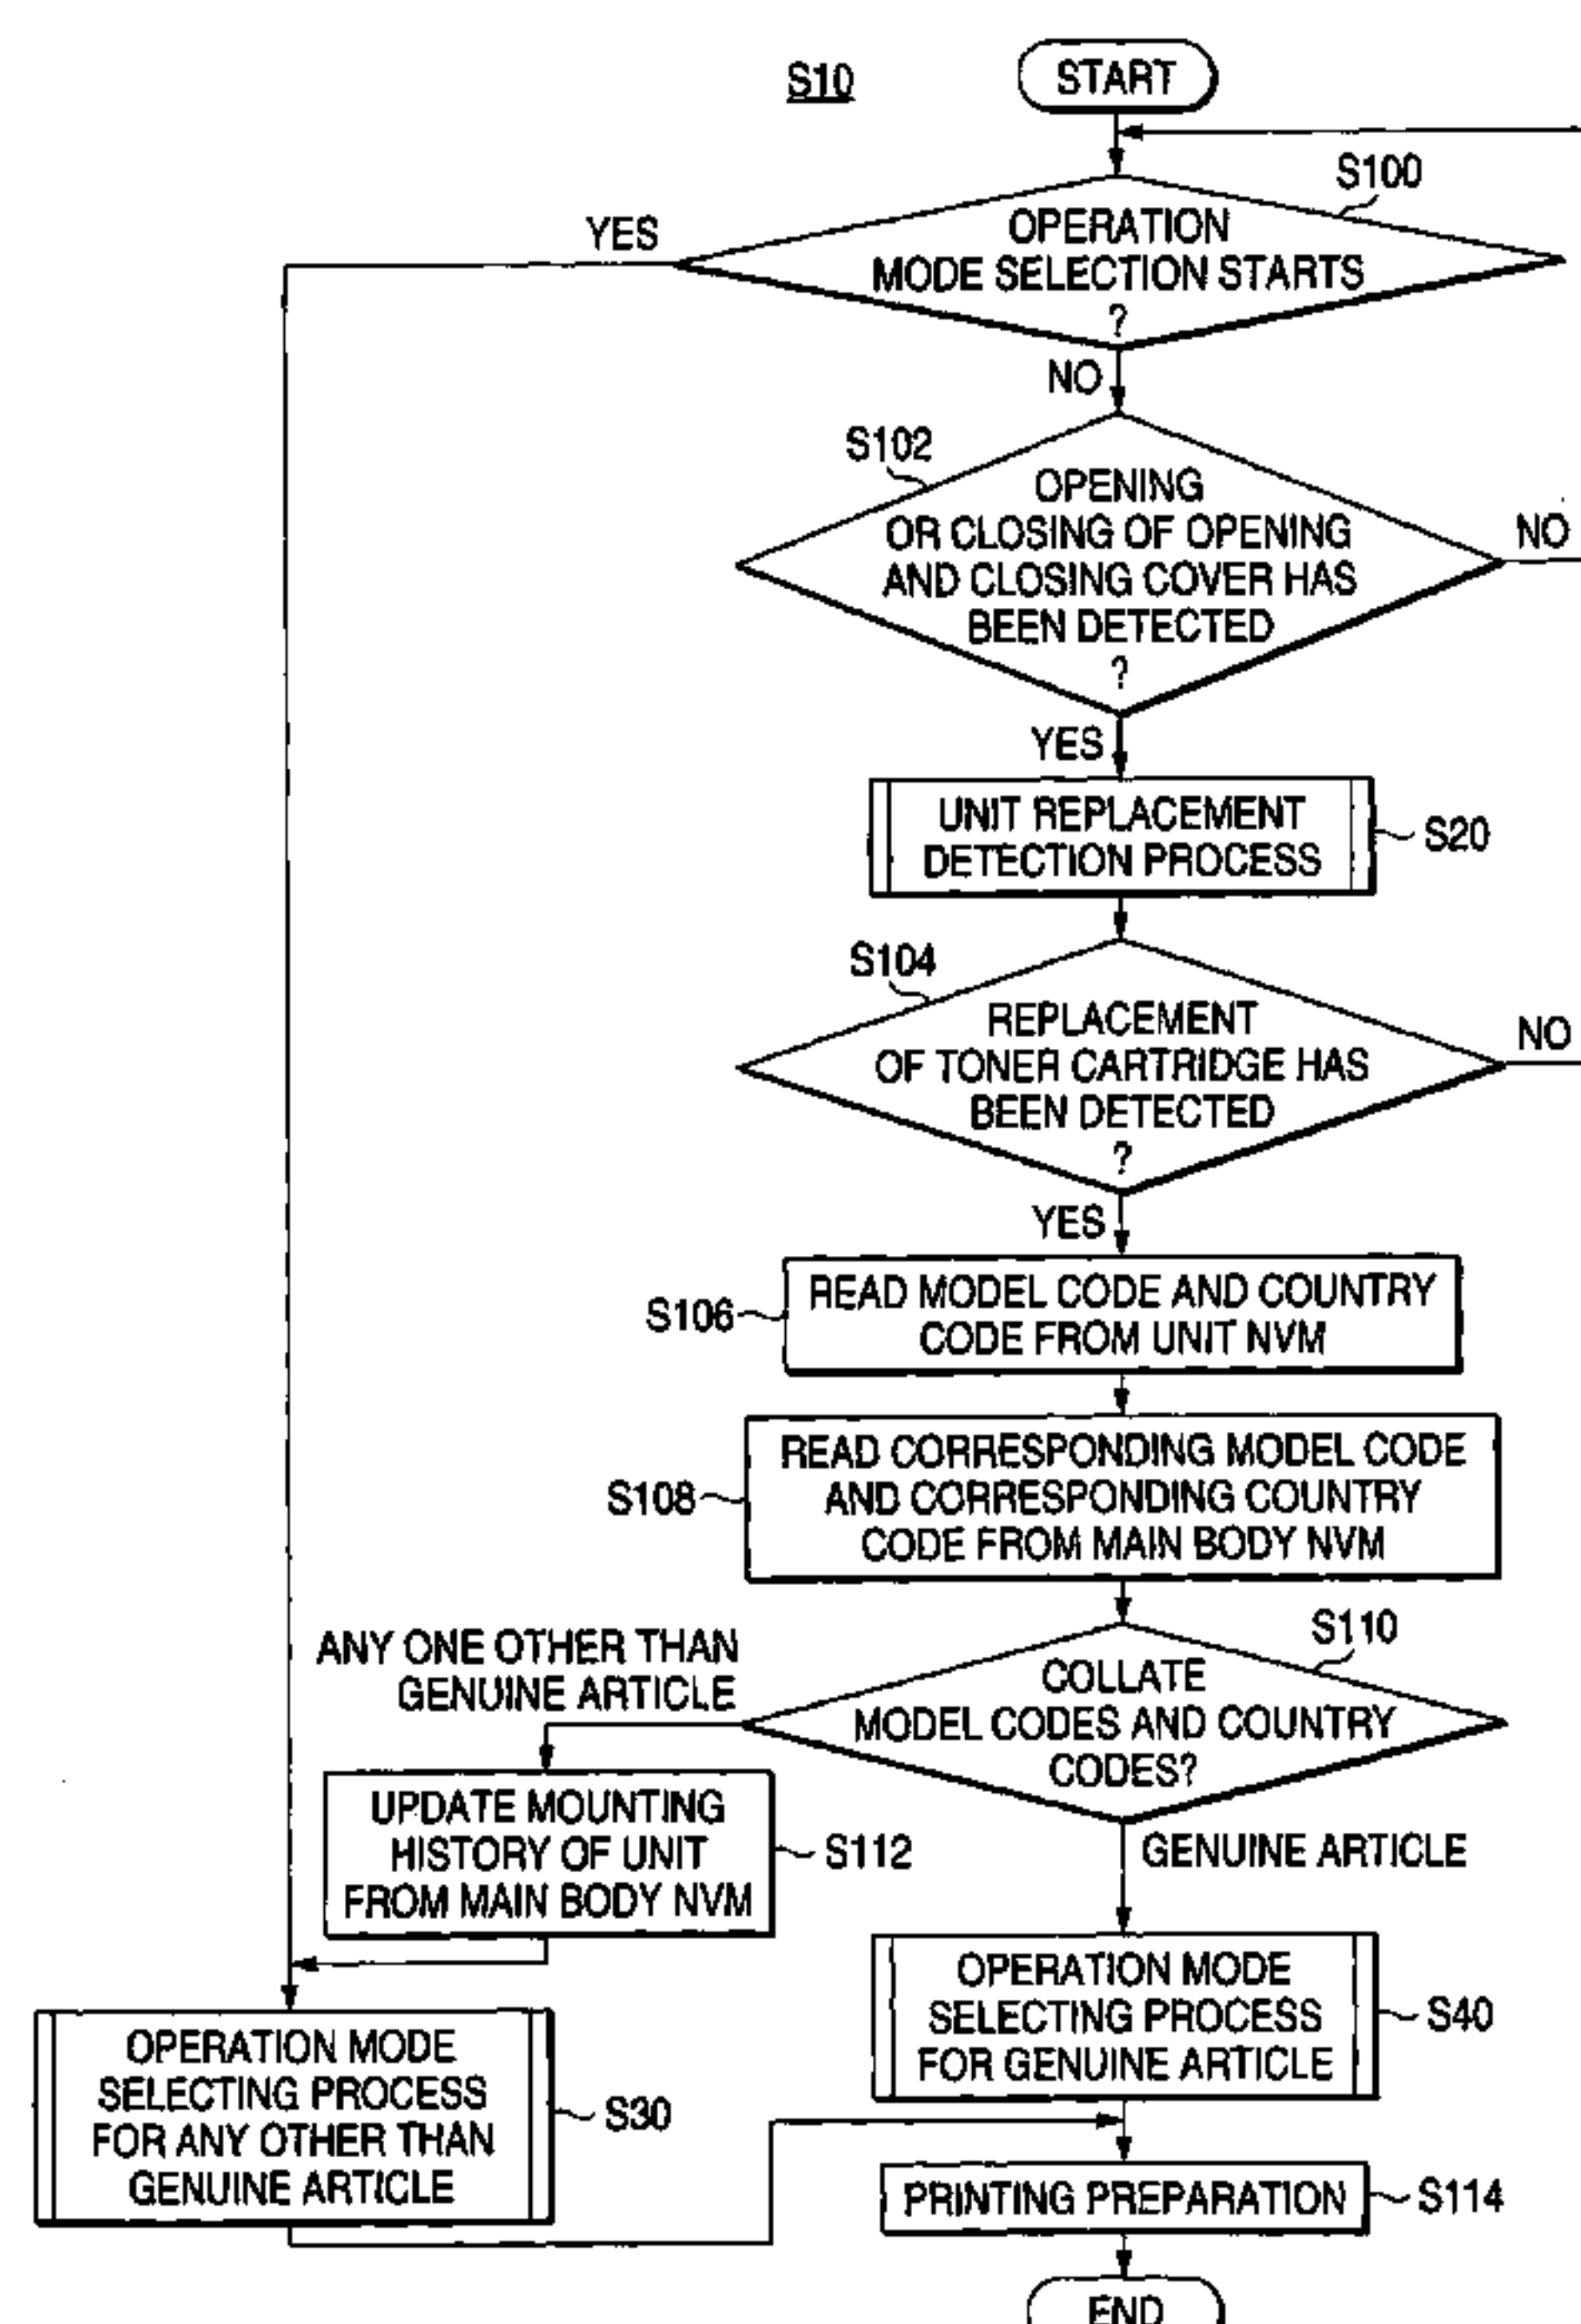 S10
START
S100
YES
OPERATION
MODE SELECTION STARTS
?
NO
S102
OPENING
OR CLOSING OF OPENING
AND CLOSING COVER HAS
BEEN DETECTED
?
NO
YES
UNIT REPLACEMENT
DETECTION PROCESS
S20
S104
REPLACEMENT
OF TONER CARTRIDGE HAS
BEEN DETECTED
?
NO
YES
S106
READ MODEL CODE AND COUNTRY
CODE FROM UNIT NVM
S108
READ CORRESPONDING MODEL CODE
AND CORRESPONDING COUNTRY
CODE FROM MAIN BODY NVM
S110
ANY ONE OTHER THAN
GENUINE ARTICLE
COLLATE
MODEL CODES AND COUNTRY
CODES?
UPDATE MOUNTING
HISTORY OF UNIT
FROM MAIN BODY NVM
S112
GENUINE ARTICLE
OPERATION MODE
SELECTING PROCESS
FOR GENUINE ARTICLE
S40
OPERATION MODE
SELECTING PROCESS
FOR ANY OTHER THAN
GENUINE ARTICLE
S30
PRINTING PREPARATION
S114
END